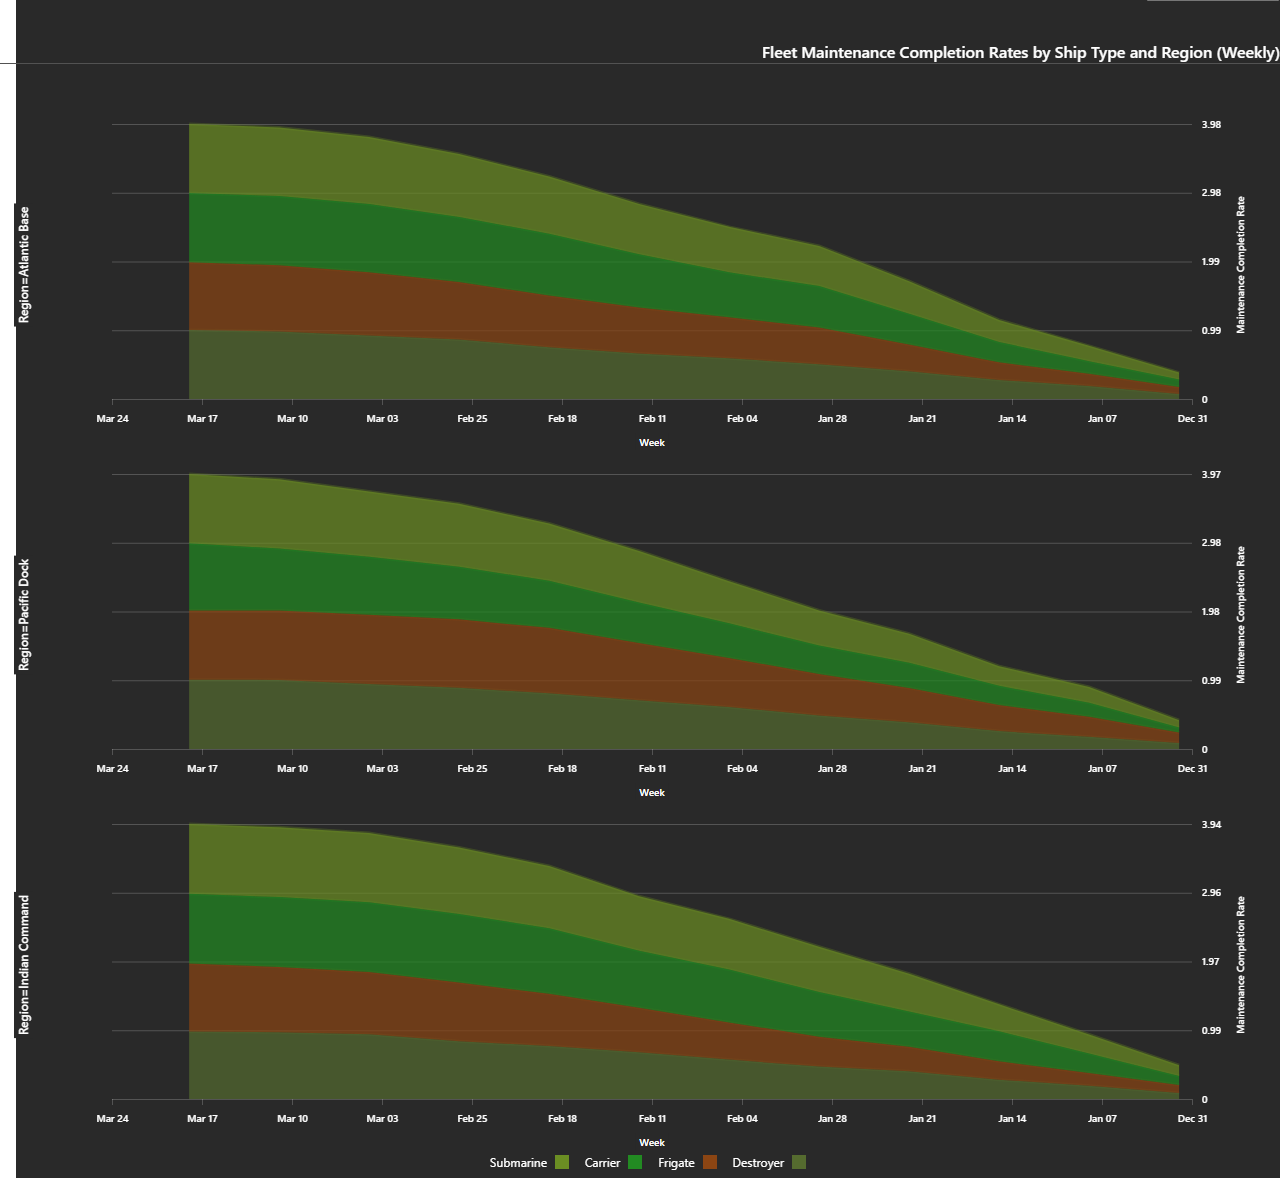 Fleet Maintenance Completion Rates by Ship Type and Region (Weekly)
Region=Atlantic Base
3.98
2.98
1.99
0.99
0
Maintenance Completion Rate
Mar 24 Mar 17 Mar 10 Mar 03 Feb 25 Feb 18 Feb 11 Feb 04 Jan 28 Jan 21 Jan 14 Jan 07 Dec 31
Week
Region=Pacific Dock
3.97
2.98
1.98
0.99
0
Maintenance Completion Rate
Mar 24 Mar 17 Mar 10 Mar 03 Feb 25 Feb 18 Feb 11 Feb 04 Jan 28 Jan 21 Jan 14 Jan 07 Dec 31
Week
Region=Indian Command
3.94
2.96
1.97
0.99
0
Maintenance Completion Rate
Mar 24 Mar 17 Mar 10 Mar 03 Feb 25 Feb 18 Feb 11 Feb 04 Jan 28 Jan 21 Jan 14 Jan 07 Dec 31
Week
Submarine Carrier Frigate Destroyer